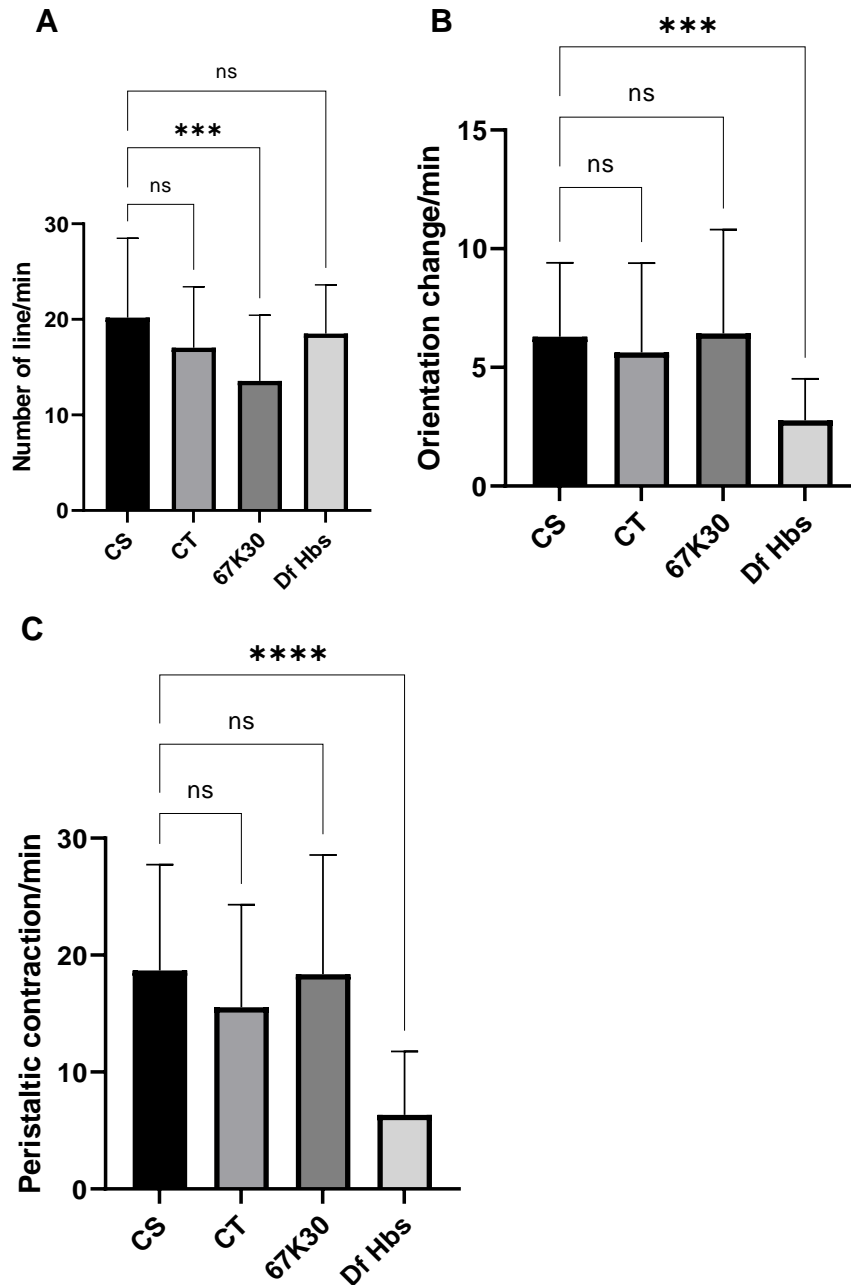 A
ns
***
ns
Number of line/min
30
20
10
0
CS
CT
67K30
Df Hbs
B
***
ns
ns
Orientation change/min
15
10
5
0
CS
CT
67K30
Df Hbs
C
****
ns
ns
Peristaltic contraction/min
30
20
10
0
CS
CT
67K30
Df Hbs